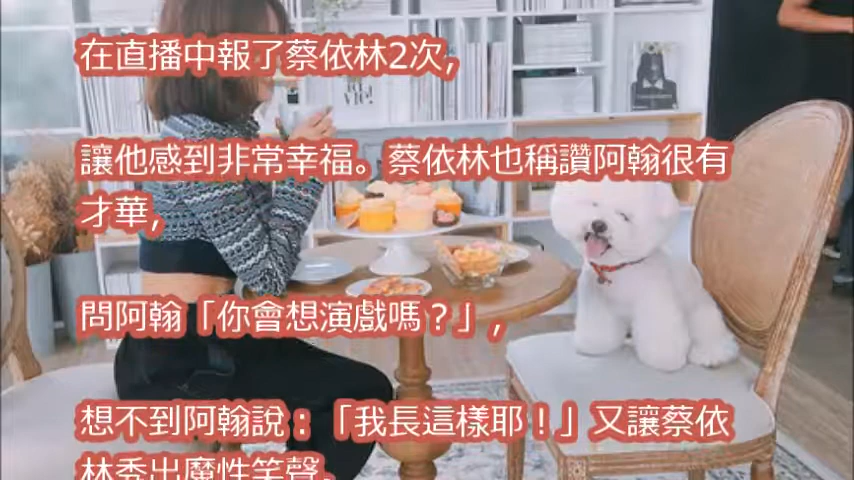 在直播中報了蔡依林2次,
讓他感到非常幸福。蔡依林也稱讚阿翰很有
才華,
問阿翰「你會想演戲嗎？」,
想不到阿翰說：「我長這樣耶！」又讓蔡依
林秀出魔性笑聲。